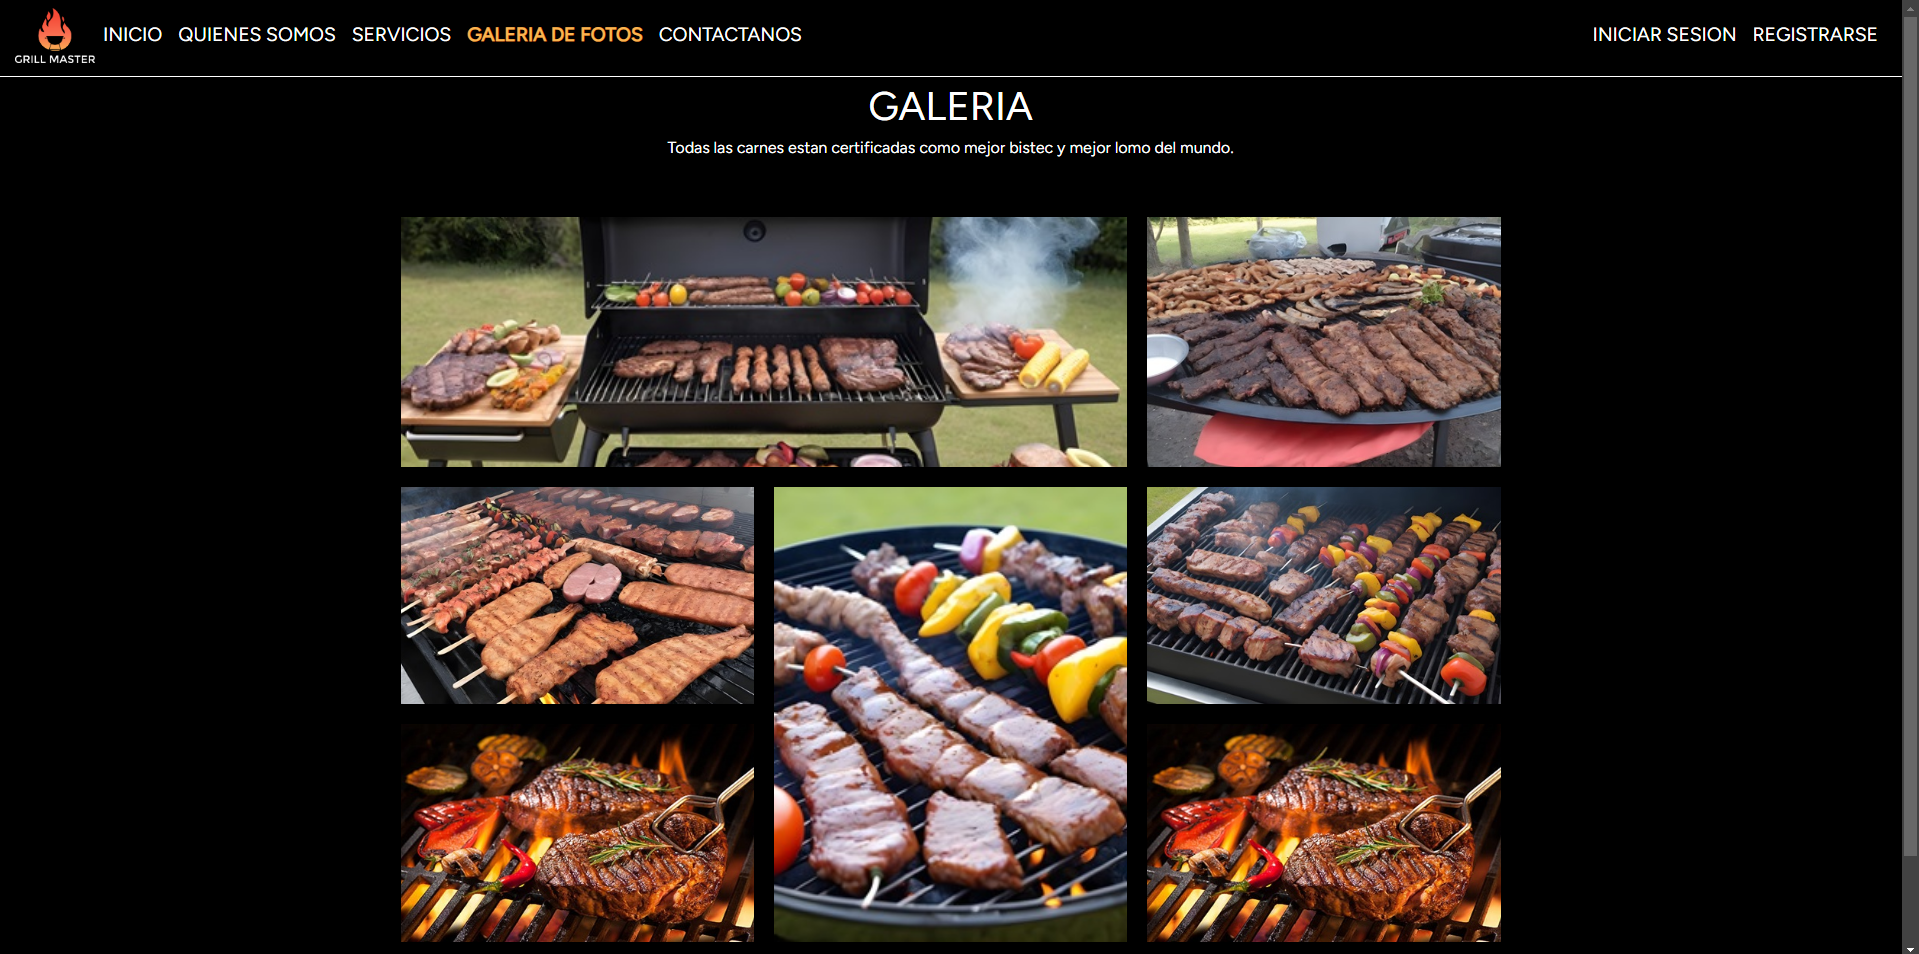 GRILL MASTER
INICIO QUIENES SOMOS SERVICIOS GALERIA DE FOTOS CONTACTANOS INICIAR SESION REGISTRARSE
GALERIA
Todas las carnes estan certificadas como mejor bistec y mejor lomo del mundo.